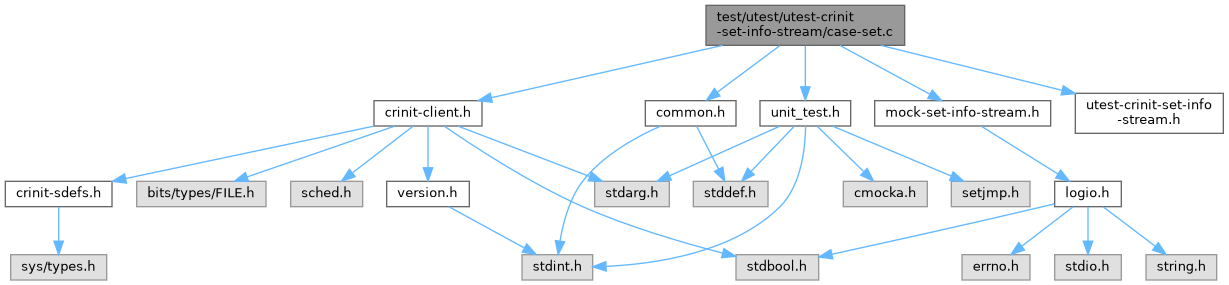 test/utest/utest-crinit
-set-info-stream/case-set.c
crinit-client.h
common.h
unit_test.h
mock-set-info-stream.h
utest-crinit-set-info
-stream.h
crinit-sdefs.h
bits/types/FILE.h
sched.h
version.h
stdarg.h
stddef.h
cmocka.h
setjmp.h
logio.h
sys/types.h
stdint.h
stdbool.h
errno.h
stdio.h
string.h